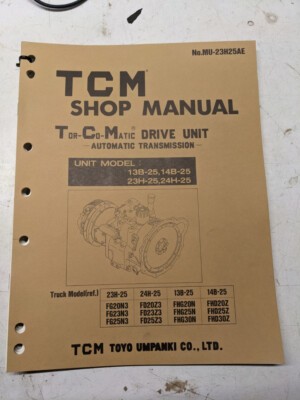 No.MU-23H25AE
TCM
SHOP MANUAL
TOR-CO-MATIC® DRIVE UNIT
-AUTOMATIC TRANSMISSION-
UNIT MODEL:
13B-25,14B-25
23H-25,24H-25
Truck Model(ref.) 23H-25 24H-25 13B-25 14B-25
FG20N3 FD20Z3 FHG20N FHD20Z
FG23N3 FD23Z3 FHG25N FHD25Z
FG25N3 FD25Z3 FHG30N FHD30Z
TCM TOYO UMPANKI CO., LTD.